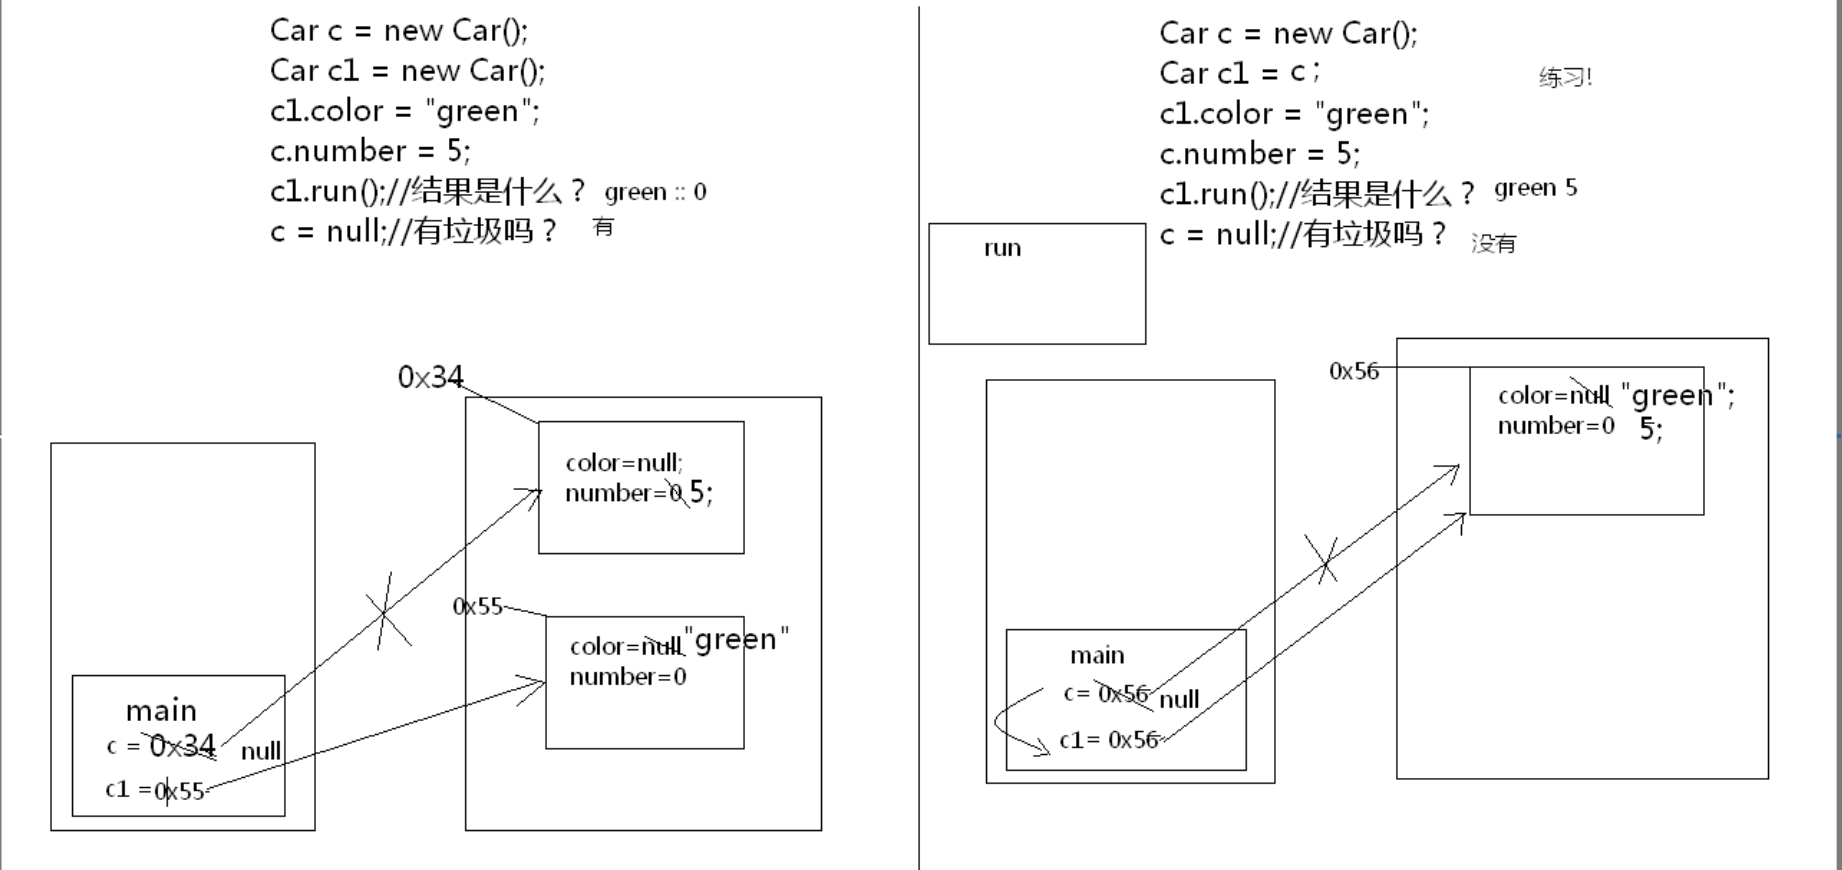 Car c = new Car();
Car c1 = new Car();
c1.color = "green";
c.number = 5;
c1.run();//结果是什么？ green :: 0
c = null;//有垃圾吗？ 有
0x34
color=null;
number=0 5;
0x55
color=null "green"
number=0
main
c = 0x34 null
c1 =0x55
Car c = new Car();
Car c1 = c ;
练习!
c1.color = "green";
c.number = 5;
c1.run();//结果是什么？ green 5
c = null;//有垃圾吗？ 没有
run
0x56
color=null "green";
number=0 5;
main
c= 0x56 null
c1= 0x56